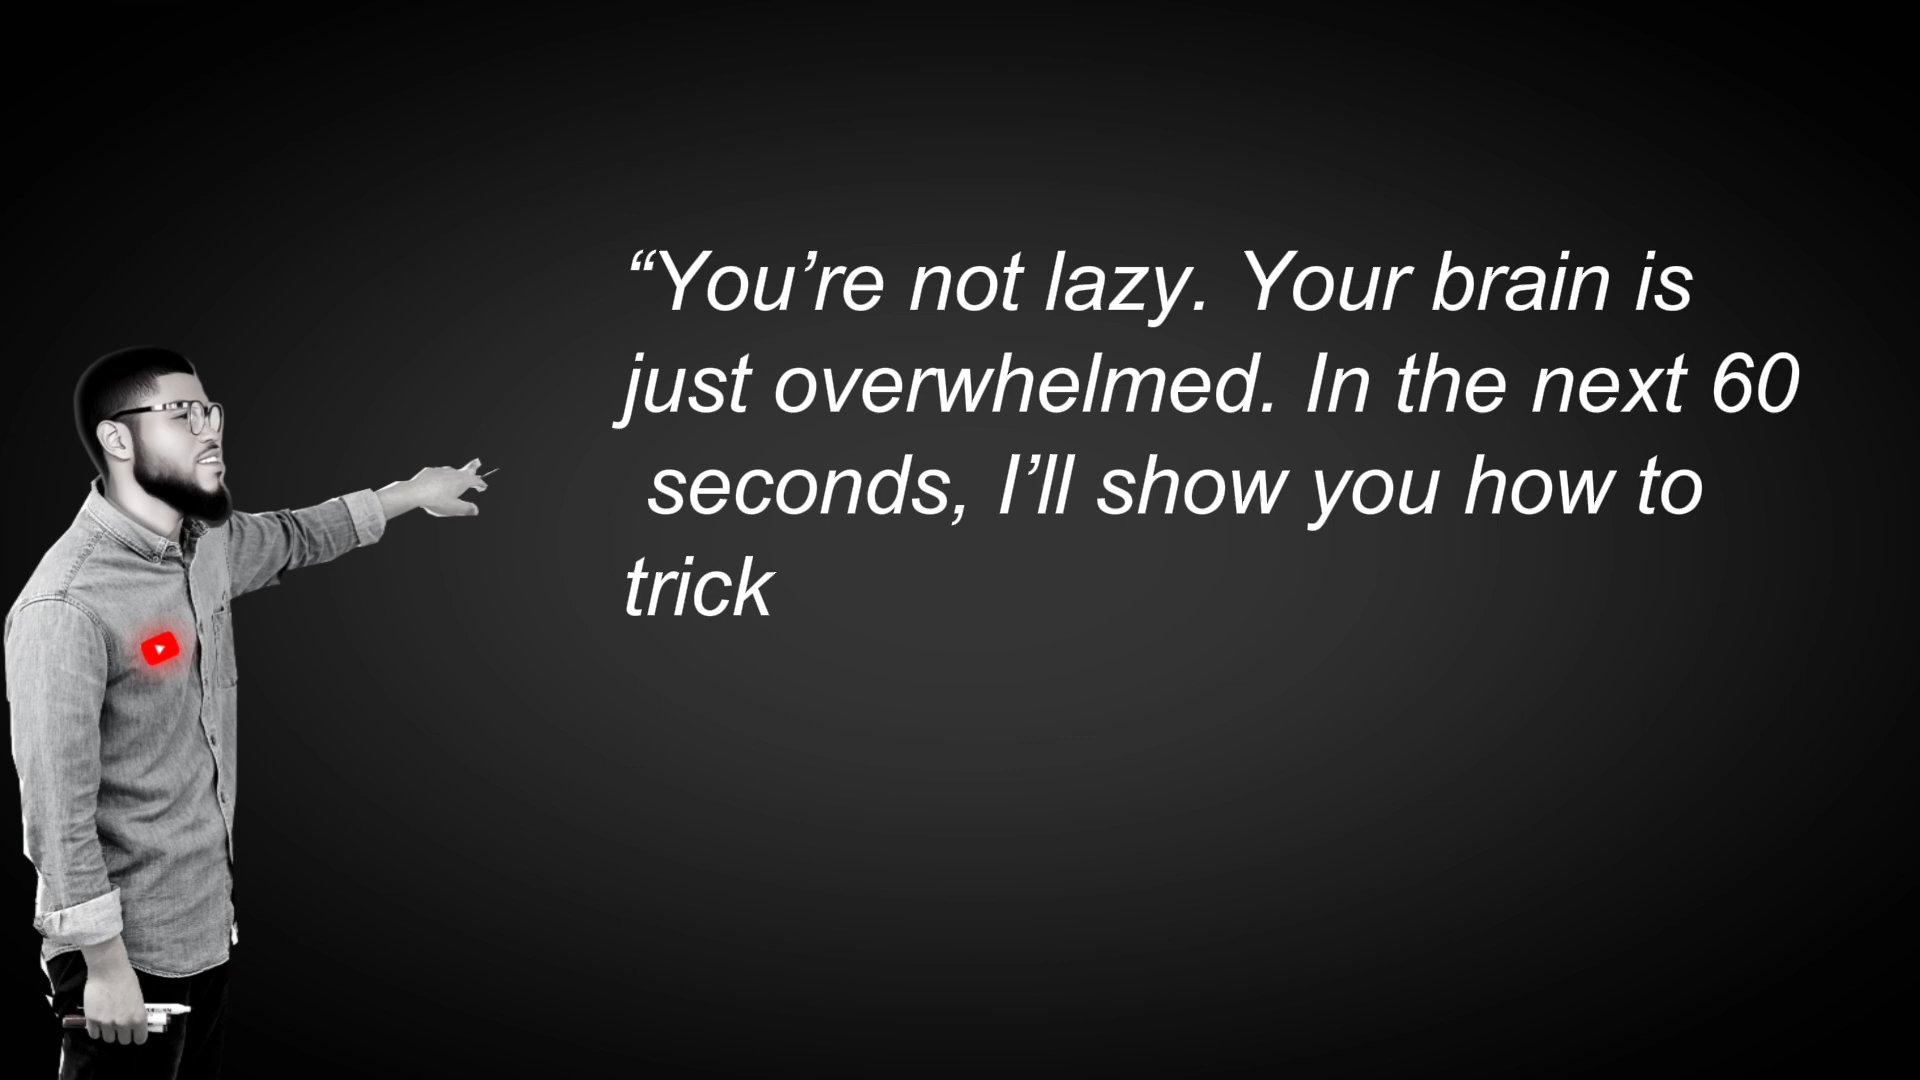 “You’re not lazy. Your brain is
just overwhelmed. In the next 60
seconds, I’ll show you how to
trick